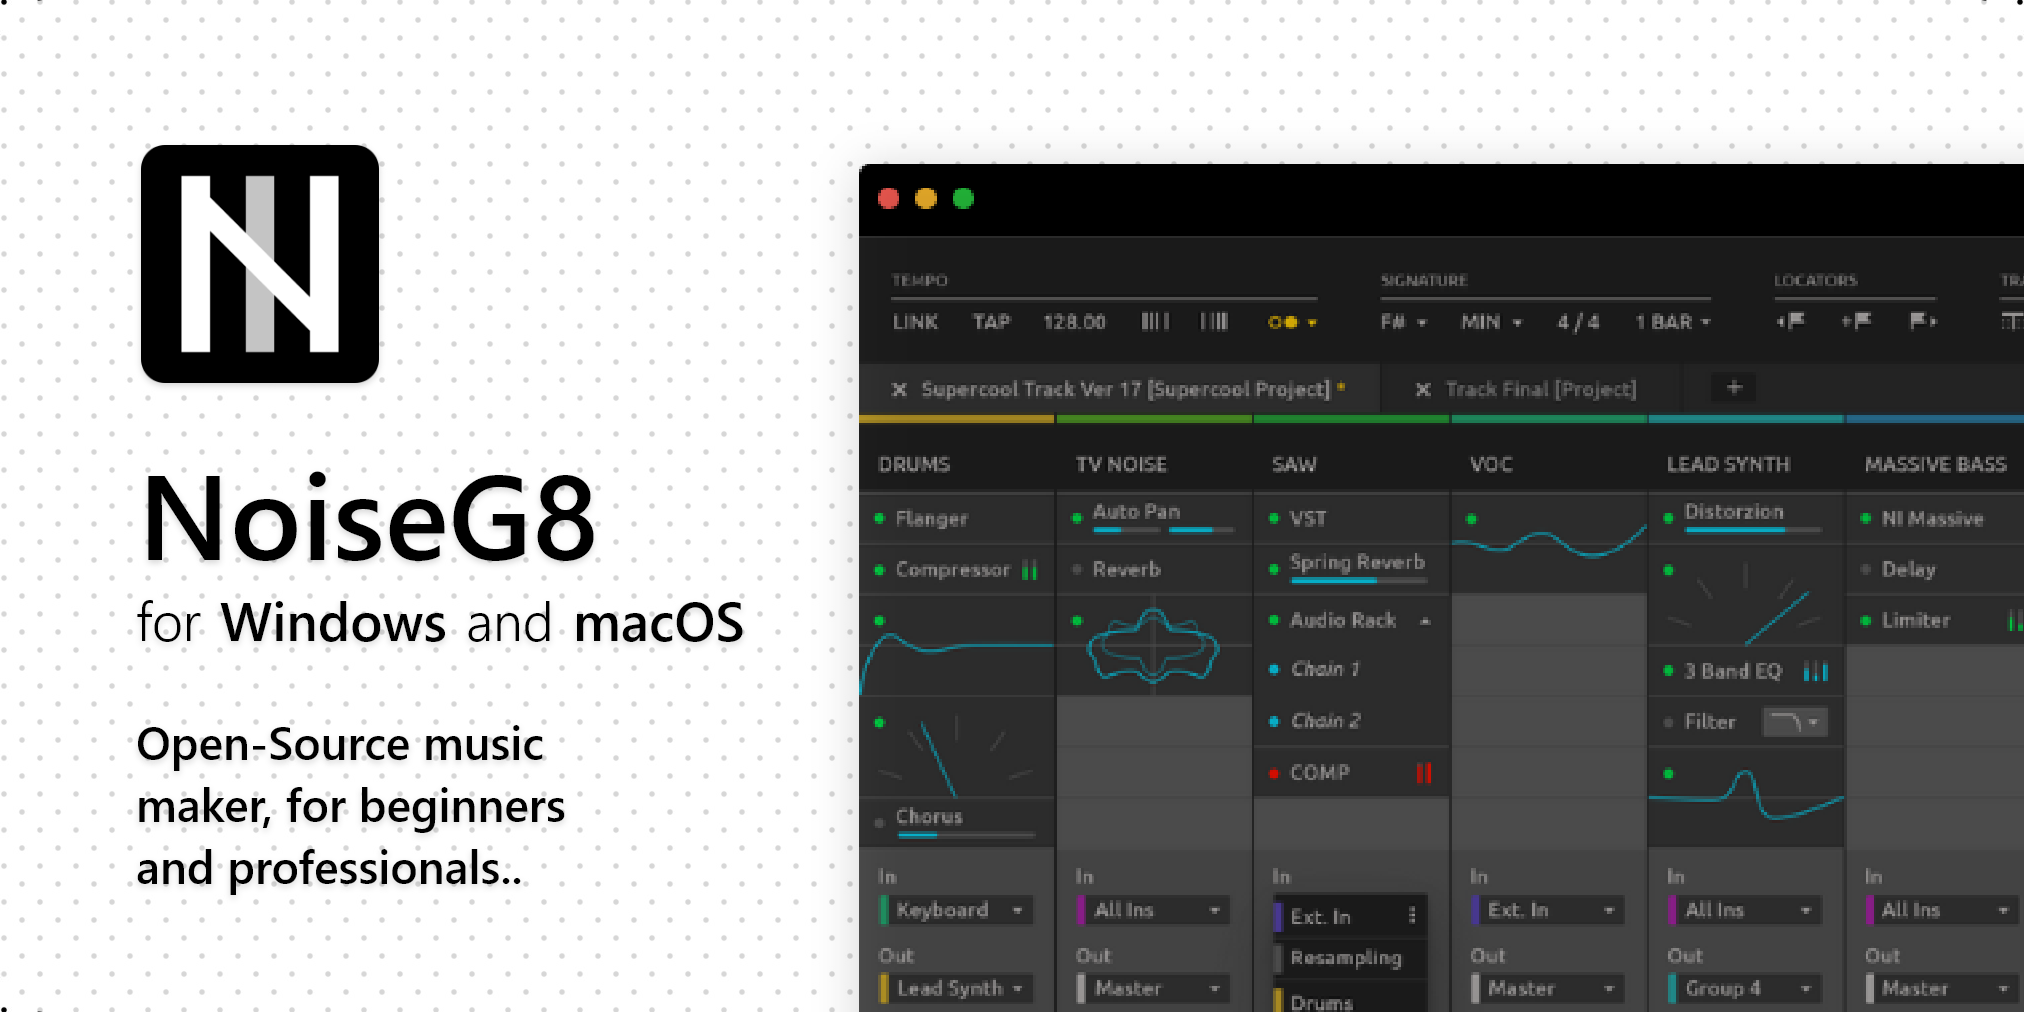 NoiseG8
for Windows and macOS
Open-Source music
maker, for beginners
and professionals..
TEMPO SIGNATURE LOCATORS TRA
LINK TAP 128.00 F# MIN 4 / 4 1 BAR
Supercool Track Ver 17 [Supercool Project] * Track Final [Project] +
DRUMS TV NOISE SAW VOC LEAD SYNTH MASSIVE BASS
Flanger Auto Pan VST Distorzion NI Massive
Compressor Reverb Spring Reverb Delay
Audio Rack Limiter
Chain 1 3 Band EQ
Chain 2 Filter
COMP
Chorus
In In In In In In
Keyboard All Ins Ext. In Ext. In All Ins All Ins
Out Out Resampling Out Out Out
Lead Synth Master Drums Master Group 4 Master